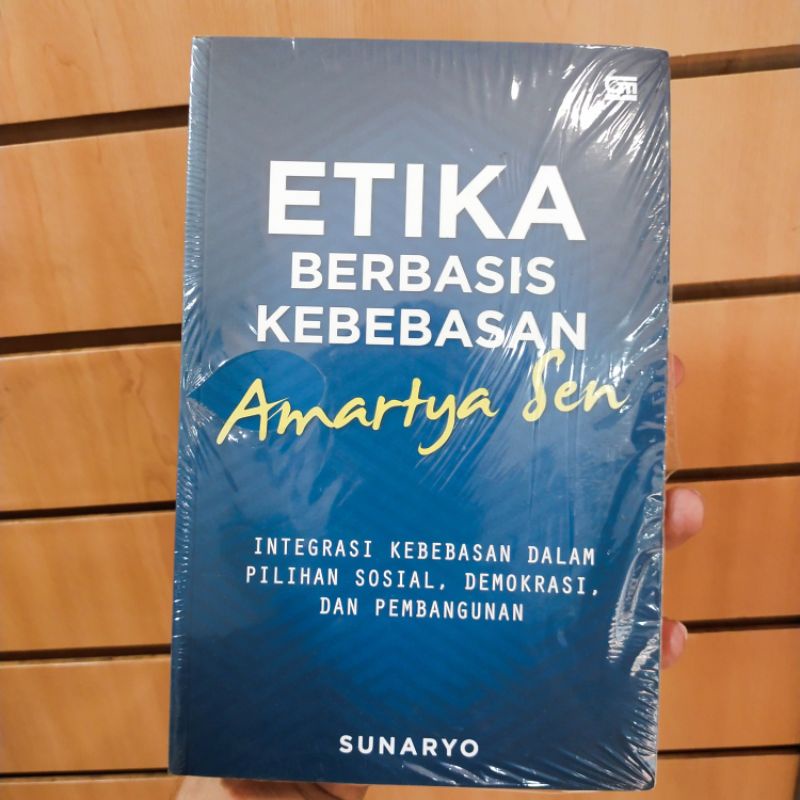 ETIKA
BERBASIS
KEBEBASAN
Amartya Sen
INTEGRASI KEBEBASAN DALAM
PILIHAN SOSIAL, DEMOKRASI,
DAN PEMBANGUNAN
SUNARYO